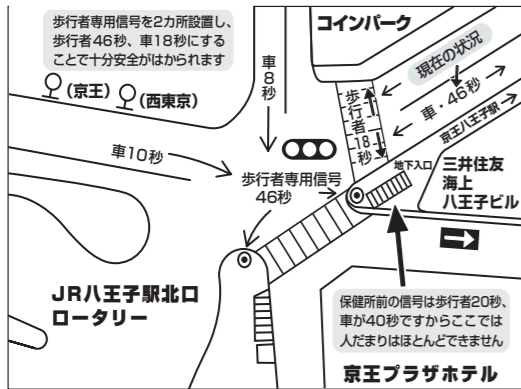 歩行者専用信号を2カ所設置し、
歩行者46秒、車18秒にする
ことで十分安全がはかられます
コインパーク
現在の状況
(京王)
(西東京)
車8秒
歩行者18秒
車・46秒
京王八王子駅
車10秒
歩行者専用信号
46秒
地下入口
三井住友
海上
八王子ビル
JR八王子駅北口
ロータリー
保健所前の信号は歩行者20秒、
車が40秒ですからここでは
人だまりはほとんどできません
京王プラザホテル